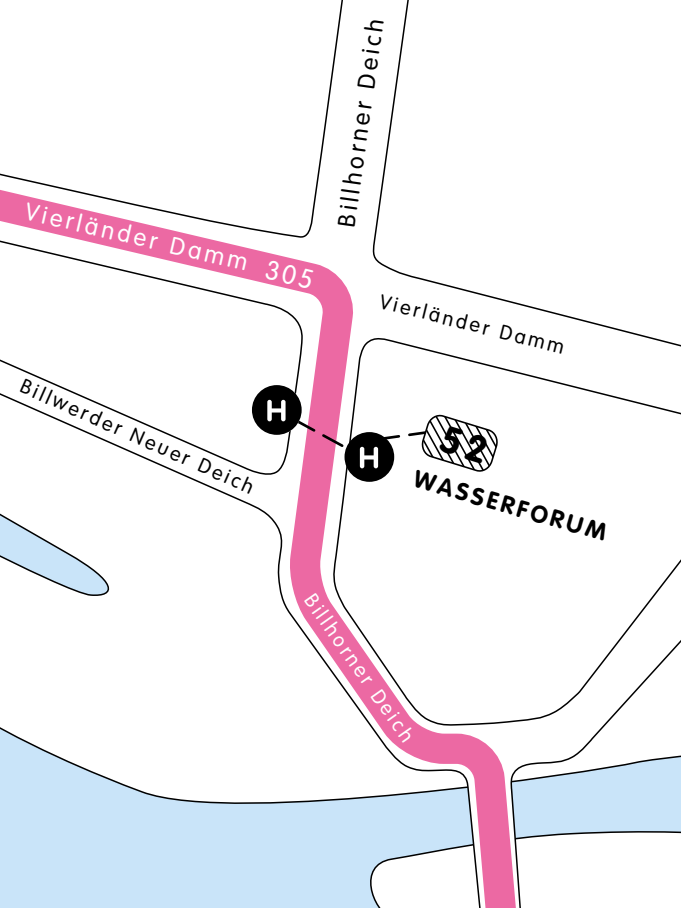 Billhorner Deich
Vierländer Damm 305
Vierländer Damm
Billwerder Neuer Deich
H
H
52
WASSERFORUM
Billhorner Deich